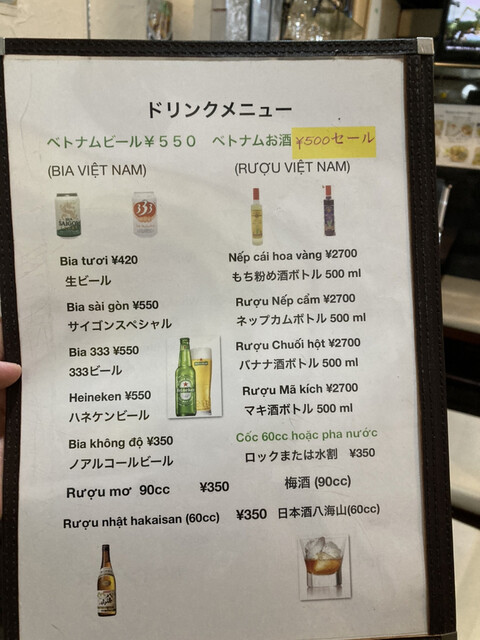 ドリンクメニュー
ベトナムビール￥５５０ ベトナムお酒 ¥500セール
(BIA VIỆT NAM) (RƯỢU VIỆT NAM)
333
Bia tươi ¥420
生ビール
Bia sài gòn ¥550
サイゴンスペシャル
Bia 333 ¥550
333ビール
Heineken ¥550
ハネケンビール
Bia không độ ¥350
ノアルコールビール
Nếp cái hoa vàng ¥2700
もち粉め酒ボトル 500 ml
Rượu Nếp cẩm ¥2700
ネップカムボトル 500 ml
Rượu Chuối hột ¥2700
バナナ酒ボトル 500 ml
Rượu Mã kích ¥2700
マキ酒ボトル 500 ml
Cốc 60cc hoặc pha nước
ロックまたは水割 ¥350
Rượu mơ 90cc ¥350 梅酒 (90cc)
Rượu nhật hakaisan (60cc) ¥350 日本酒八海山(60cc)